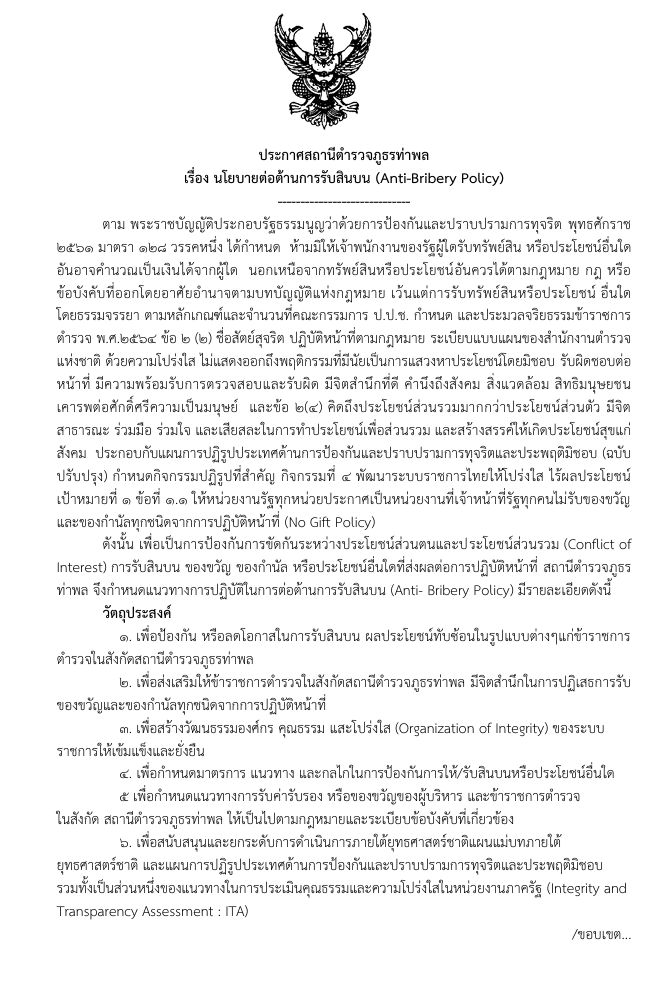 ประกาศสถานีตำรวจภูธรท่าพล
เรื่อง นโยบายต่อต้านการรับสินบน (Anti-Bribery Policy)
-----------------------------
ตาม พระราชบัญญัติประกอบรัฐธรรมนูญว่าด้วยการป้องกันและปราบปรามการทุจริต พุทธศักราช
๒๕๖๑ มาตรา ๑๒๘ วรรคหนึ่ง ได้กำหนด ห้ามมิให้เจ้าพนักงานของรัฐผู้ใดรับทรัพย์สิน หรือประโยชน์อื่นใด
อันอาจคำนวณเป็นเงินได้จากผู้ใด นอกเหนือจากทรัพย์สินหรือประโยชน์อันควรได้ตามกฎหมาย กฎ หรือ
ข้อบังคับที่ออกโดยอาศัยอำนาจตามบทบัญญัติแห่งกฎหมาย เว้นแต่การรับทรัพย์สินหรือประโยชน์ อื่นใด
โดยธรรมจรรยา ตามหลักเกณฑ์และจำนวนที่คณะกรรมการ ป.ป.ช. กำหนด และประมวลจริยธรรมข้าราชการ
ตำรวจ พ.ศ.๒๕๖๔ ข้อ ๒ (๒) ชื่อสัตย์สุจริต ปฏิบัติหน้าที่ตามกฎหมาย ระเบียบแบบแผนของสำนักงานตำรวจ
แห่งชาติ ด้วยความโปร่งใส ไม่แสดงออกถึงพฤติกรรมที่มีนัยเป็นการแสวงหาประโยชน์โดยมิชอบ รับผิดชอบต่อ
หน้าที่ มีความพร้อมรับการตรวจสอบและรับผิด มีจิตสำนึกที่ดี คำนึงถึงสังคม สิ่งแวดล้อม สิทธิมนุษยชน
เคารพต่อศักดิ์ศรีความเป็นมนุษย์ และข้อ ๒(๔) คิดถึงประโยชน์ส่วนรวมมากกว่าประโยชน์ส่วนตัว มีจิต
สาธารณะ ร่วมมือ ร่วมใจ และเสียสละในการทำประโยชน์เพื่อส่วนรวม และสร้างสรรค์ให้เกิดประโยชน์สุขแก่
สังคม ประกอบกับแผนการปฏิรูปประเทศด้านการป้องกันและปราบปรามการทุจริตและประพฤติมิชอบ (ฉบับ
ปรับปรุง) กำหนดกิจกรรมปฏิรูปที่สำคัญ กิจกรรมที่ ๔ พัฒนาระบบราชการไทยให้โปร่งใส ไร้ผลประโยชน์
เป้าหมายที่ ๑ ข้อที่ ๑.๑ ให้หน่วยงานรัฐทุกหน่วยประกาศเป็นหน่วยงานที่เจ้าหน้าที่รัฐทุกคนไม่รับของขวัญ
และของกำนัลทุกชนิดจากการปฏิบัติหน้าที่ (No Gift Policy)
ดังนั้น เพื่อเป็นการป้องกันการขัดกันระหว่างประโยชน์ส่วนตนและประโยชน์ส่วนรวม (Conflict of
Interest) การรับสินบน ของขวัญ ของกำนัล หรือประโยชน์อื่นใดที่ส่งผลต่อการปฏิบัติหน้าที่ สถานีตำรวจภูธร
ท่าพล จึงกำหนดแนวทางการปฏิบัติในการต่อต้านการรับสินบน (Anti- Bribery Policy) มีรายละเอียดดังนี้
วัตถุประสงค์
๑. เพื่อป้องกัน หรือลดโอกาสในการรับสินบน ผลประโยชน์ทับซ้อนในรูปแบบต่างๆแก่ข้าราชการ
ตำรวจในสังกัดสถานีตำรวจภูธรท่าพล
๒. เพื่อส่งเสริมให้ข้าราชการตำรวจในสังกัดสถานีตำรวจภูธรท่าพล มีจิตสำนึกในการปฏิเสธการรับ
ของขวัญและของกำนัลทุกชนิดจากการปฏิบัติหน้าที่
๓. เพื่อสร้างวัฒนธรรมองค์กร คุณธรรม และโปร่งใส (Organization of Integrity) ของระบบ
ราชการให้เข้มแข็งและยั่งยืน
๔. เพื่อกำหนดมาตรการ แนวทาง และกลไกในการป้องกันการให้/รับสินบนหรือประโยชน์อื่นใด
๕ เพื่อกำหนดแนวทางการรับค่ารับรอง หรือของขวัญของผู้บริหาร และข้าราชการตำรวจ
ในสังกัด สถานีตำรวจภูธรท่าพล ให้เป็นไปตามกฎหมายและระเบียบข้อบังคับที่เกี่ยวข้อง
๖. เพื่อสนับสนุนและยกระดับการดำเนินการภายใต้ยุทธศาสตร์ชาติแผนแม่บทภายใต้
ยุทธศาสตร์ชาติ และแผนการปฏิรูปประเทศด้านการป้องกันและปราบปรามการทุจริตและประพฤติมิชอบ
รวมทั้งเป็นส่วนหนึ่งของแนวทางในการประเมินคุณธรรมและความโปร่งใสในหน่วยงานภาครัฐ (Integrity and
Transparency Assessment : ITA)
/ขอบเขต...